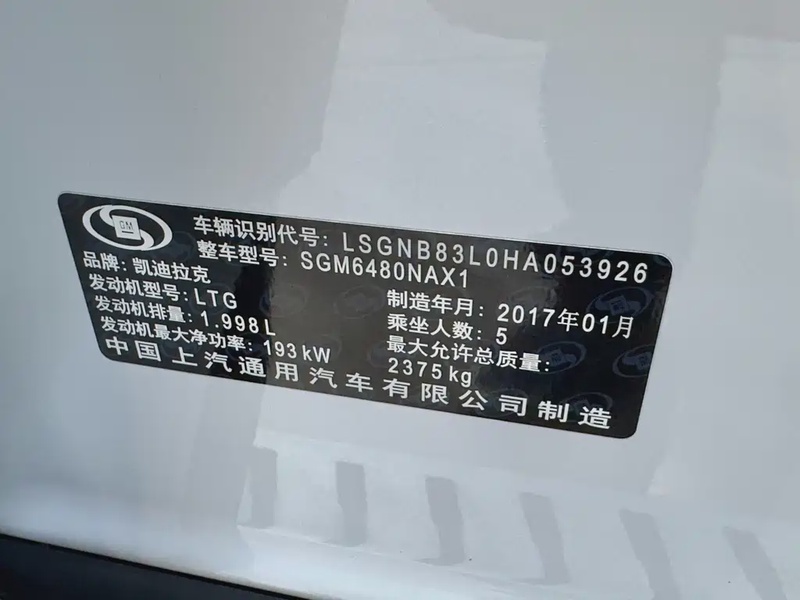 GM
车辆识别代号: LSGNB83L0HA053926
整车型号: SGM6480NAX1
品牌: 凯迪拉克
发动机型号: LTG
制造年月: 2017年01月
发动机排量: 1.998L
乘坐人数: 5
发动机最大净功率: 193kW
最大允许总质量:
2375kg
中国上汽通用汽车有限公司制造